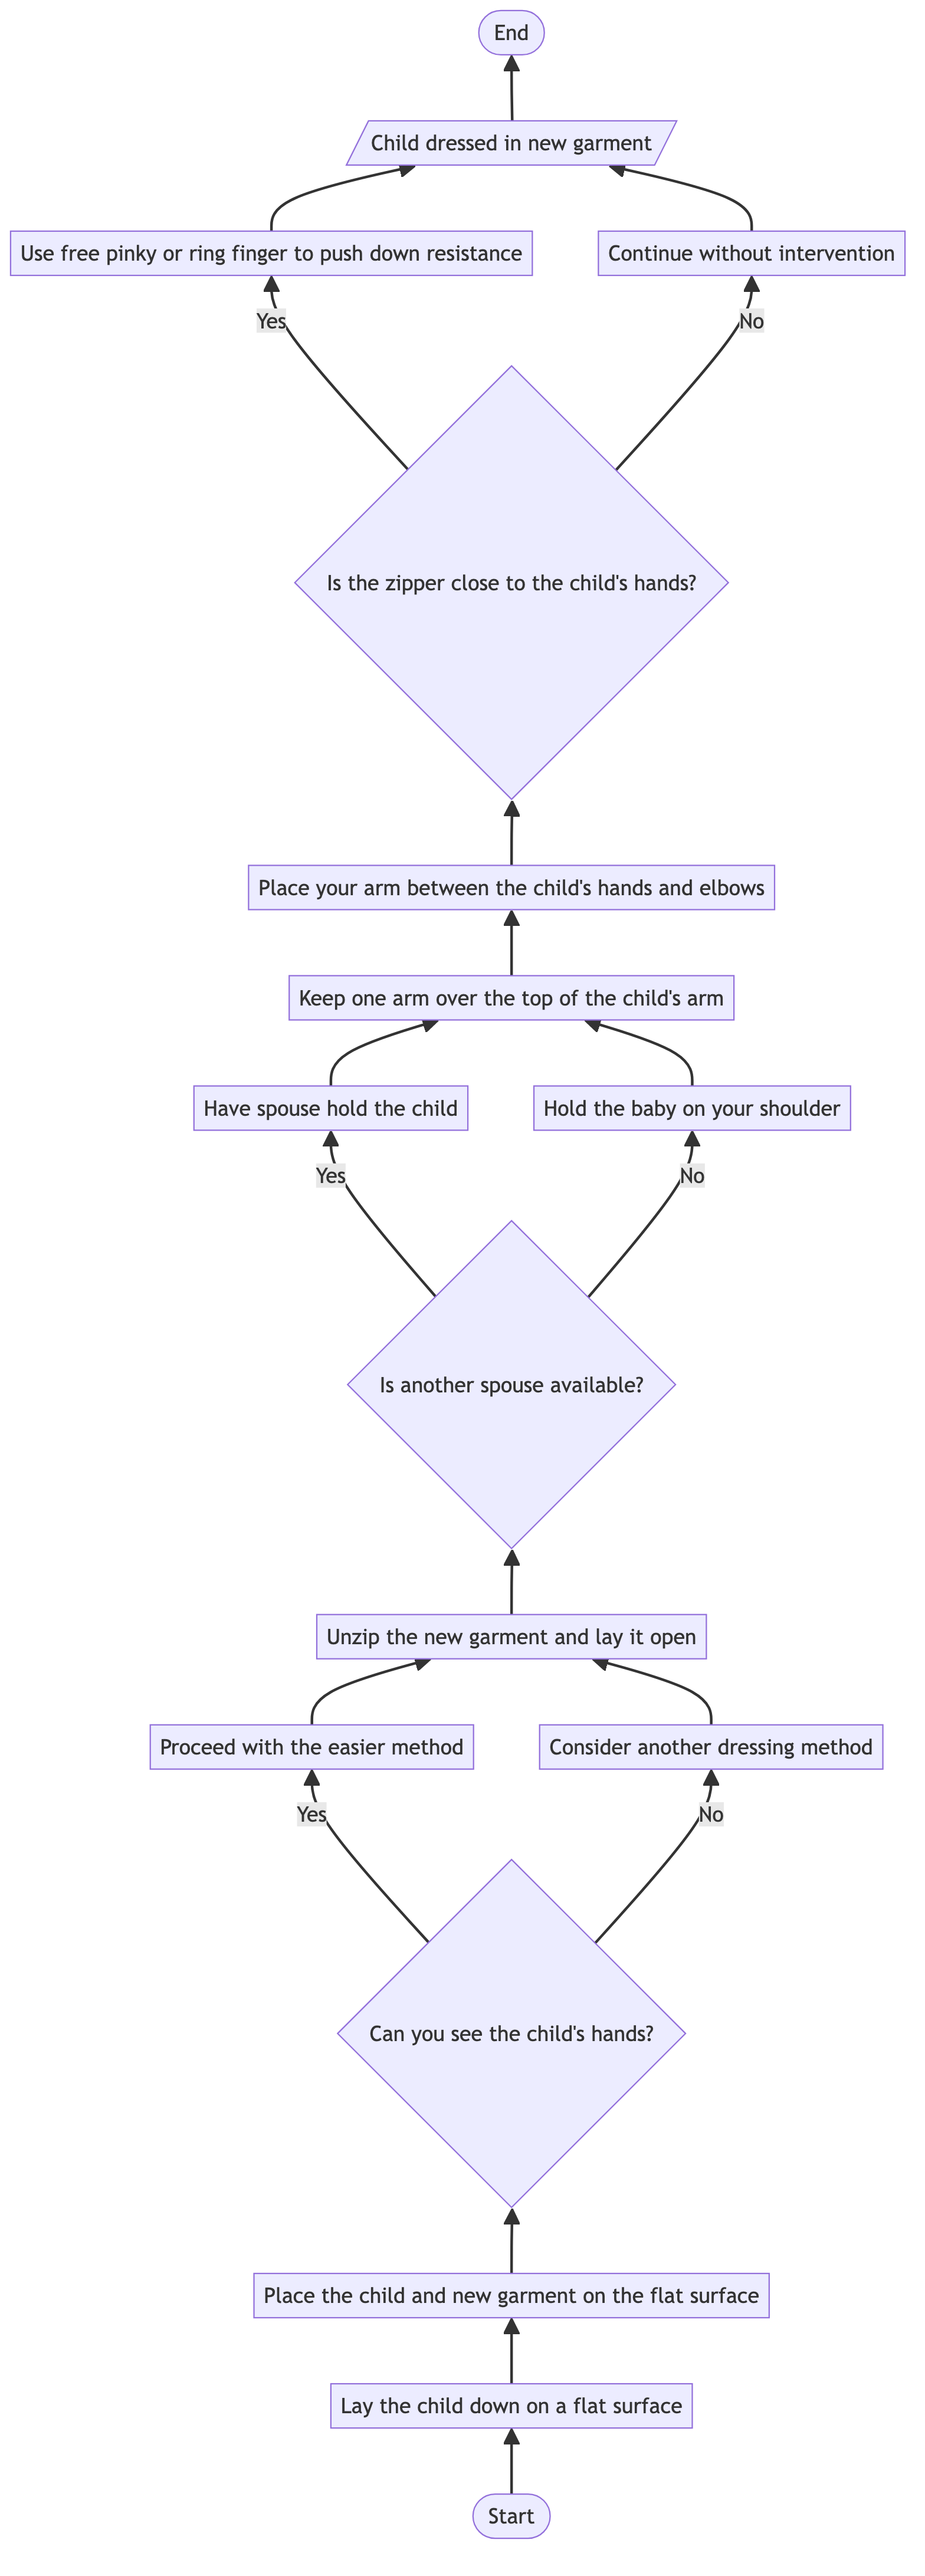 End
Child dressed in new garment
Use free pinky or ring finger to push down resistance
Continue without intervention
Yes
No
Is the zipper close to the child's hands?
Place your arm between the child's hands and elbows
Keep one arm over the top of the child's arm
Have spouse hold the child
Hold the baby on your shoulder
Yes
No
Is another spouse available?
Unzip the new garment and lay it open
Proceed with the easier method
Consider another dressing method
Yes
No
Can you see the child's hands?
Place the child and new garment on the flat surface
Lay the child down on a flat surface
Start